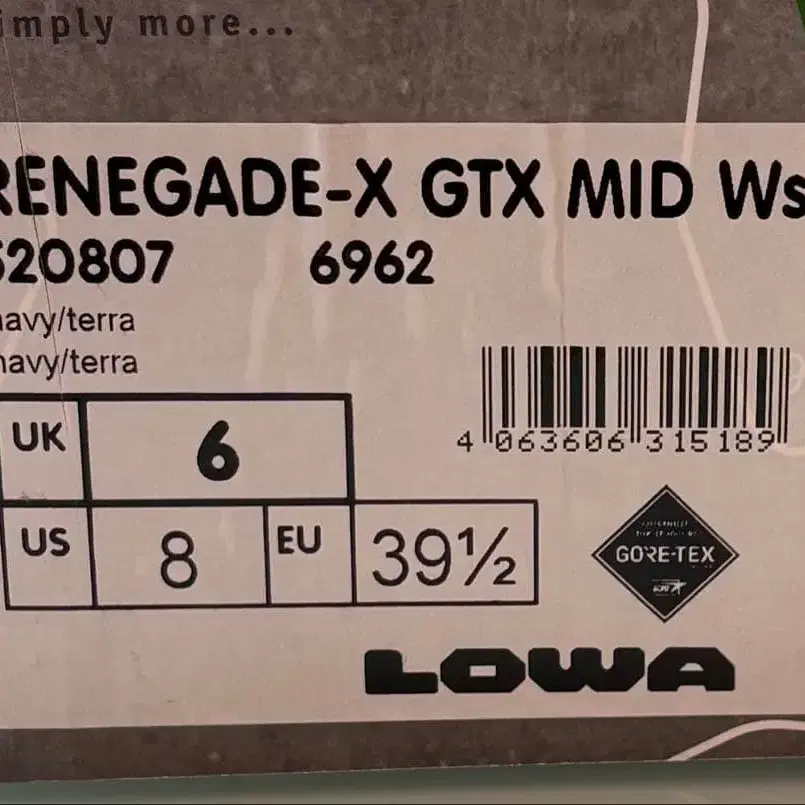 imply more...
RENEGADE-X GTX MID Ws
520807 6962
navy/terra
navy/terra
UK 6
4 063606 315189
US 8 EU 39½
GORE-TEX
LOWA